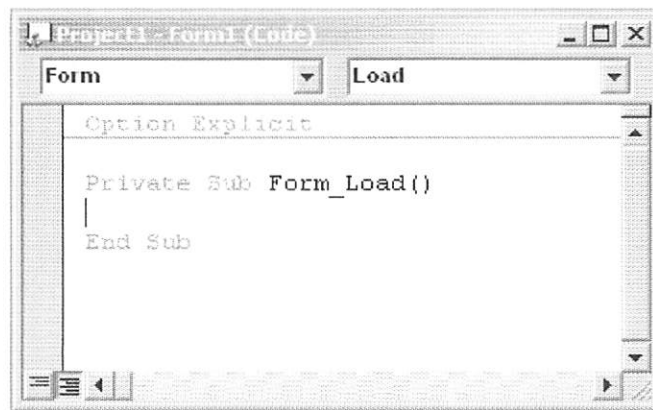 Project1 - Form1 (Code)
Form
Load
Option Explicit
Private Sub Form_Load()
End Sub